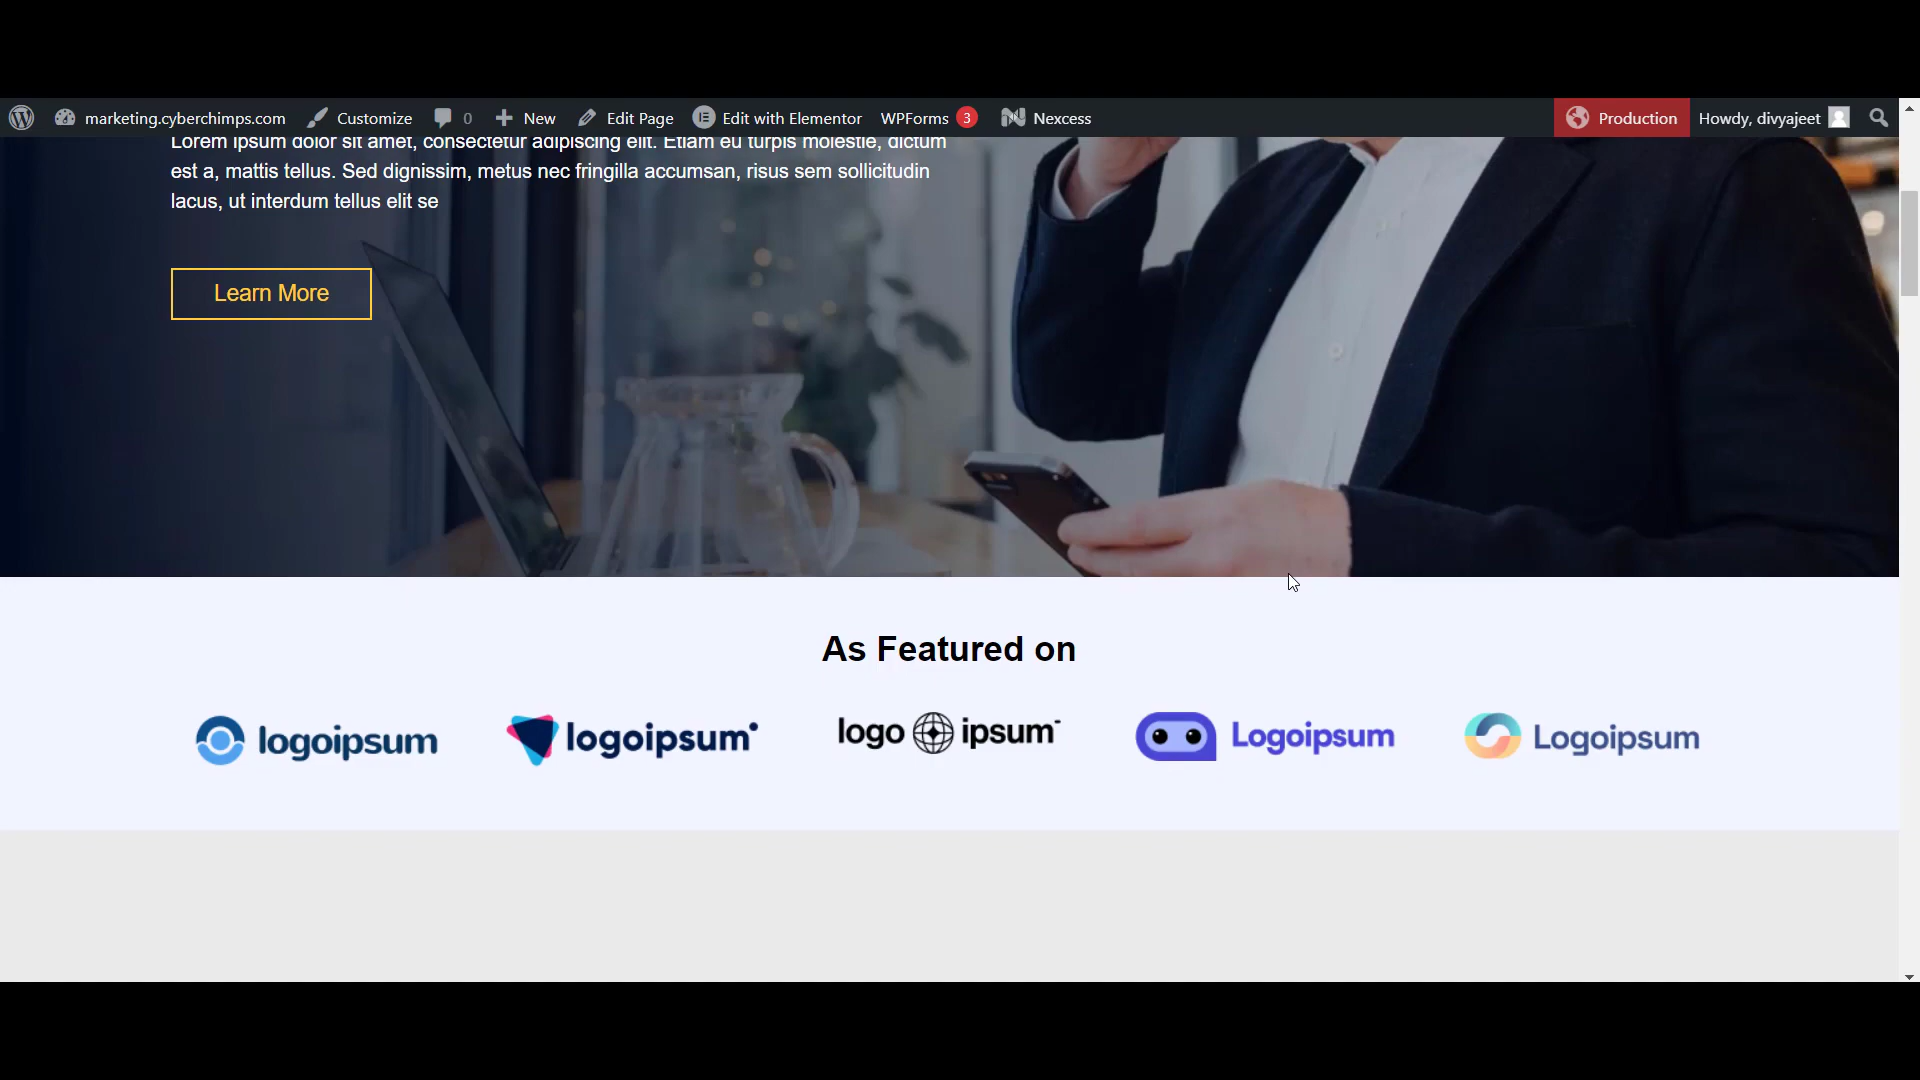 marketing.cyberchimps.com Customize 0 New Edit Page Edit with Elementor WPForms 3 Nexcess Production Howdy, divyajeet
Lorem ipsum dolor sit amet, consectetur adipiscing elit. Etiam eu turpis molestie, dictum
est a, mattis tellus. Sed dignissim, metus nec fringilla accumsan, risus sem sollicitudin
lacus, ut interdum tellus elit se
Learn More
As Featured on
logoipsum logoipsum logo ipsum Logoipsum Logoipsum